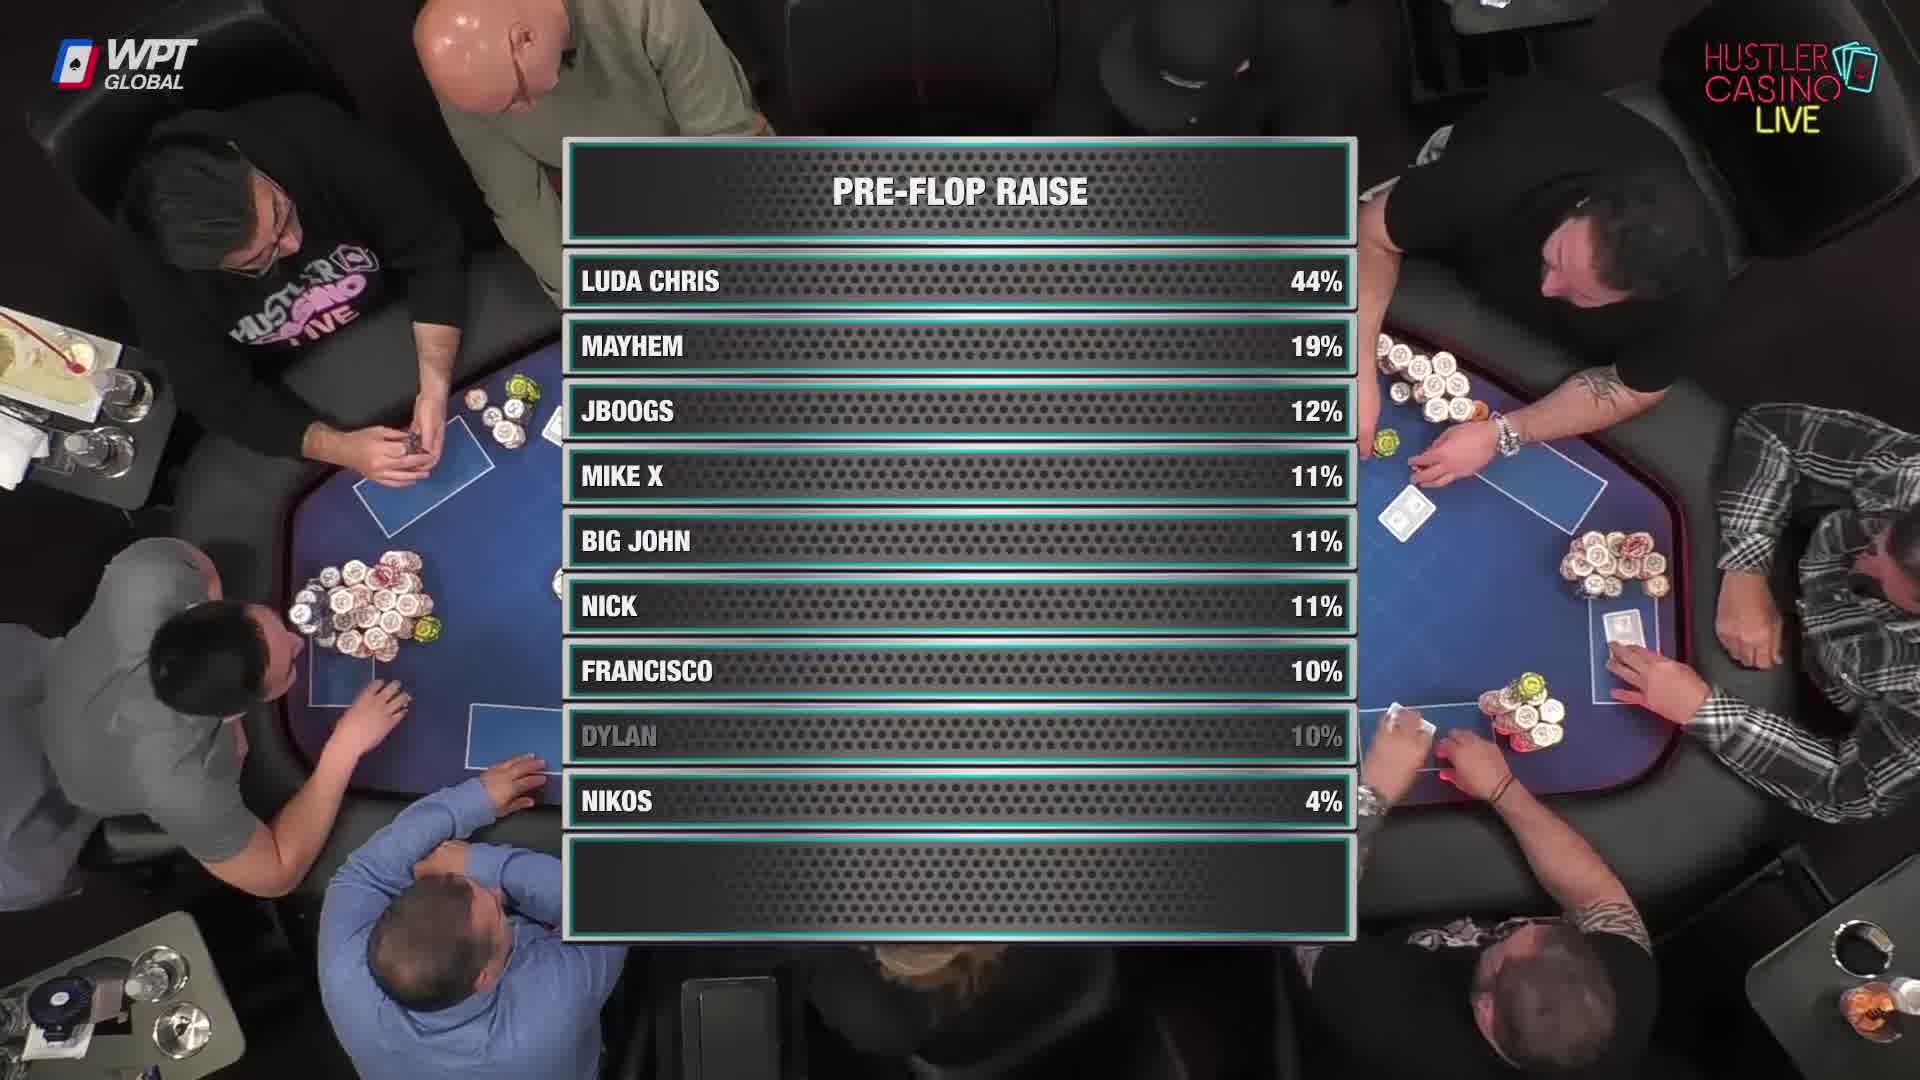 WPT
GLOBAL
HUSTLER
CASINO
LIVE
PRE-FLOP RAISE
LUDA CHRIS 44%
MAYHEM 19%
JBOOGS 12%
MIKE X 11%
BIG JOHN 11%
NICK 11%
FRANCISCO 10%
DYLAN 10%
NIKOS 4%
HUSTLER
CASINO
LIVE